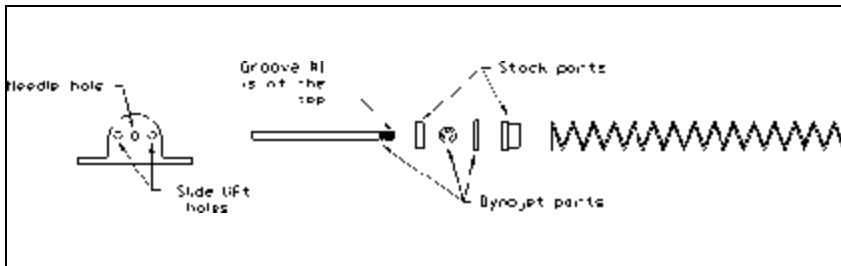 Needle hole
Slide lift
holes
Groove #1
is at the
top
Stock parts
Dynojet parts